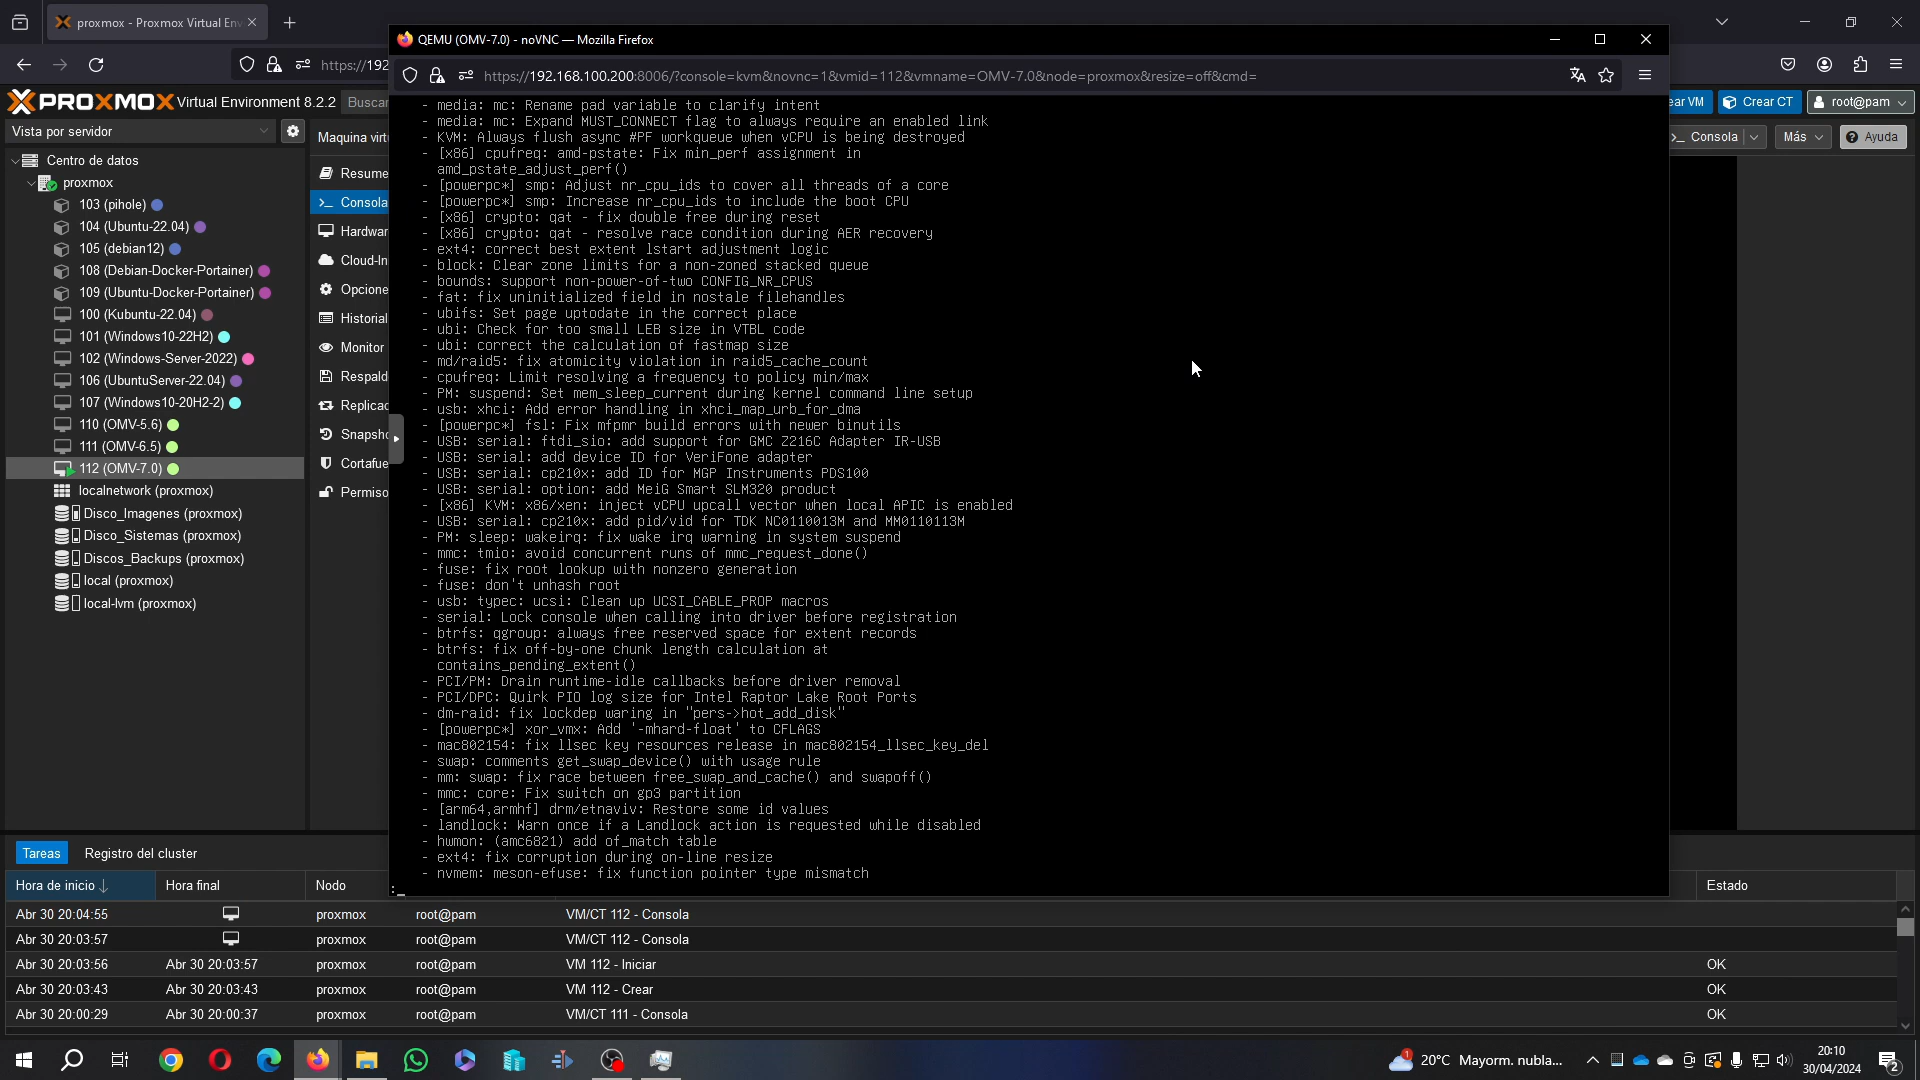 proxmox - Proxmox Virtual En
QEMU (OMV-7.0) - noVNC — Mozilla Firefox
https://192
https://192.168.100.200:8006/?console=kvm&novnc=1&vmid=112&vmname=OMV-7.0&node=proxmox&resize=off&cmd=
PROXMOX Virtual Environment 8.2.2
Buscar
ear VM
Crear CT
root@pam
Vista por servidor
Maquina virt
Consola
Más
Ayuda
Centro de datos
proxmox
103 (pihole)
104 (Ubuntu-22.04)
105 (debian12)
108 (Debian-Docker-Portainer)
109 (Ubuntu-Docker-Portainer)
100 (Kubuntu-22.04)
101 (Windows10-22H2)
102 (Windows-Server-2022)
106 (UbuntuServer-22.04)
107 (Windows10-20H2-2)
110 (OMV-5.6)
111 (OMV-6.5)
112 (OMV-7.0)
localnetwork (proxmox)
Disco_Imagenes (proxmox)
Disco_Sistemas (proxmox)
Discos_Backups (proxmox)
local (proxmox)
local-lvm (proxmox)
Resume
Consola
Hardwar
Cloud-In
Opcione
Historial
Monitor
Respald
Replicac
Snapsho
Cortafue
Permiso
- media: mc: Rename pad variable to clarify intent
- media: mc: Expand MUST_CONNECT flag to always require an enabled link
- KVM: Always flush async #PF workqueue when vCPU is being destroyed
- [x86] cpufreq: amd-pstate: Fix min_perf assignment in
amd_pstate_adjust_perf()
- [powerpc*] smp: Adjust nr_cpu_ids to cover all threads of a core
- [powerpc*] smp: Increase nr_cpu_ids to include the boot CPU
- [x86] crypto: qat - fix double free during reset
- [x86] crypto: qat - resolve race condition during AER recovery
- ext4: correct best extent lstart adjustment logic
- block: Clear zone limits for a non-zoned stacked queue
- bounds: support non-power-of-two CONFIG_NR_CPUS
- fat: fix uninitialized field in nostale filehandles
- ubifs: Set page uptodate in the correct place
- ubi: Check for too small LEB size in VTBL code
- ubi: correct the calculation of fastmap size
- md/raid5: fix atomicity violation in raid5_cache_count
- cpufreq: Limit resolving a frequency to policy min/max
- PM: suspend: Set mem_sleep_current during kernel command line setup
- usb: xhci: Add error handling in xhci_map_urb_for_dma
- [powerpc*] fsl: Fix mfpmr build errors with newer binutils
- USB: serial: ftdi_sio: add support for GMC Z216C Adapter IR-USB
- USB: serial: add device ID for VeriFone adapter
- USB: serial: cp210x: add ID for MGP Instruments PDS100
- USB: serial: option: add MeiG Smart SLM320 product
- [x86] KVM: x86/xen: inject vCPU upcall vector when local APIC is enabled
- USB: serial: cp210x: add pid/vid for TDK NC0110013M and MM0110113M
- PM: sleep: wakeirq: fix wake irq warning in system suspend
- mmc: tmio: avoid concurrent runs of mmc_request_done()
- fuse: fix root lookup with nonzero generation
- fuse: don't unhash root
- usb: typec: ucsi: Clean up UCSI_CABLE_PROP macros
- serial: Lock console when calling into driver before registration
- btrfs: qgroup: always free reserved space for extent records
- btrfs: fix off-by-one chunk length calculation at
contains_pending_extent()
- PCI/PM: Drain runtime-idle callbacks before driver removal
- PCI/DPC: Quirk PIO log size for Intel Raptor Lake Root Ports
- dm-raid: fix lockdep waring in "pers->hot_add_disk"
- [powerpc*] xor_vmx: Add '-mhard-float' to CFLAGS
- mac802154: fix llsec key resources release in mac802154_llsec_key_del
- swap: comments get_swap_device() with usage rule
- mm: swap: fix race between free_swap_and_cache() and swapoff()
- mmc: core: Fix switch on gp3 partition
- [arm64,armhf] drm/etnaviv: Restore some id values
- landlock: Warn once if a Landlock action is requested while disabled
- hwmon: (amc6821) add of_match table
- ext4: fix corruption during on-line resize
- nvmem: meson-efuse: fix function pointer type mismatch
:_
Tareas
Registro del cluster
Hora de inicio
Hora final
Nodo
Estado
Abr 30 20:04:55 proxmox root@pam VM/CT 112 - Consola
Abr 30 20:03:57 proxmox root@pam VM/CT 112 - Consola
Abr 30 20:03:56 Abr 30 20:03:57 proxmox root@pam VM 112 - Iniciar OK
Abr 30 20:03:43 Abr 30 20:03:43 proxmox root@pam VM 112 - Crear OK
Abr 30 20:00:29 Abr 30 20:00:37 proxmox root@pam VM/CT 111 - Consola OK
1
20°C Mayorm. nubla...
20:10
30/04/2024
2